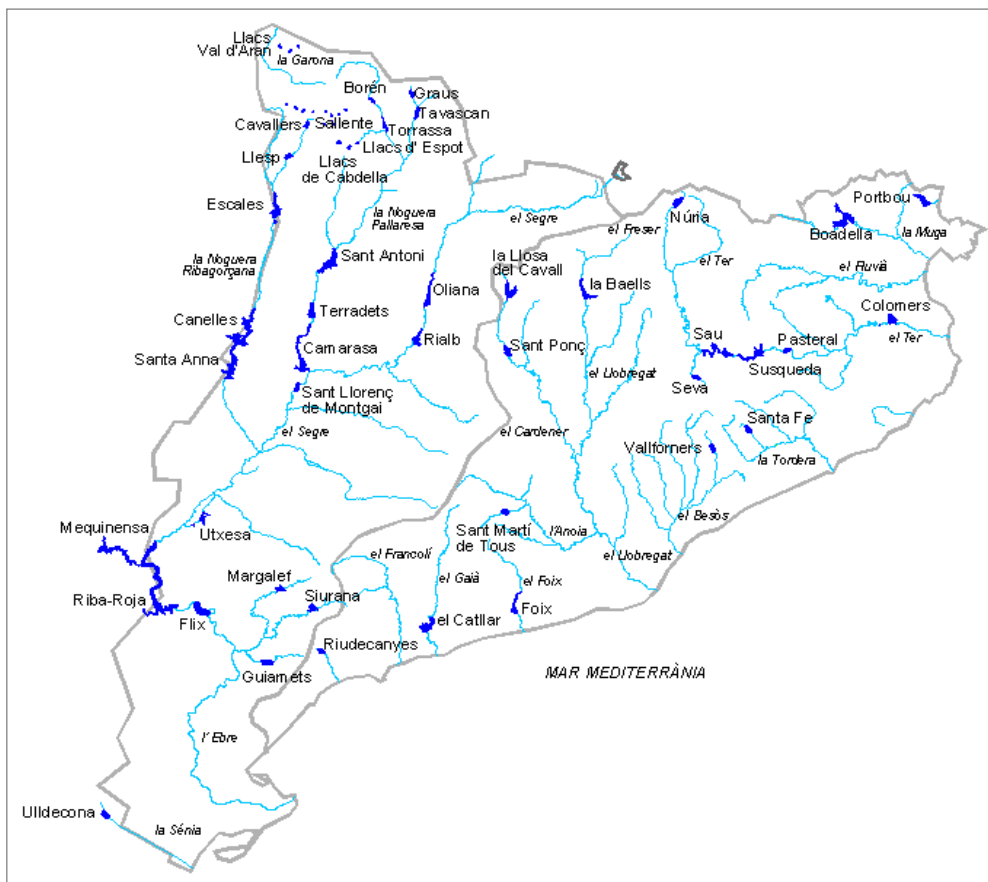 Llacs
Val d'Aran
la Garona
Borén
Graus
Tavascan
Cavallers
Sallente
Torrassa
Llesp
Llacs d' Espot
Llacs
de Cabdella
Escales
la Noguera
Pallaresa
el Segre
Núria
Portbou
Boadella
la Muga
el Freser
el Ter
el Fluvià
la Noguera
Ribagorçana
Sant Antoni
la Llosa
del Cavall
la Baells
Oliana
Colomers
Canelles
Terradets
Rialb
Sant Ponç
Sau
Pasteral
el Ter
Santa Anna
Camarasa
Susqueda
el Llobregat
Seva
Sant Llorenç
de Montgai
el Segre
el Cardener
Santa Fe
Vallforners
la Tordera
Mequinensa
Utxesa
Sant Martí
de Tous
l'Anoia
el Besòs
el Francolí
el Llobregat
Margalef
el Gaià
el Foix
Riba-Roja
Siurana
Flix
el Catllar
Foix
Riudecanyes
Guiamets
MAR MEDITERRÀNIA
l' Ebre
Ulldecona
la Sénia